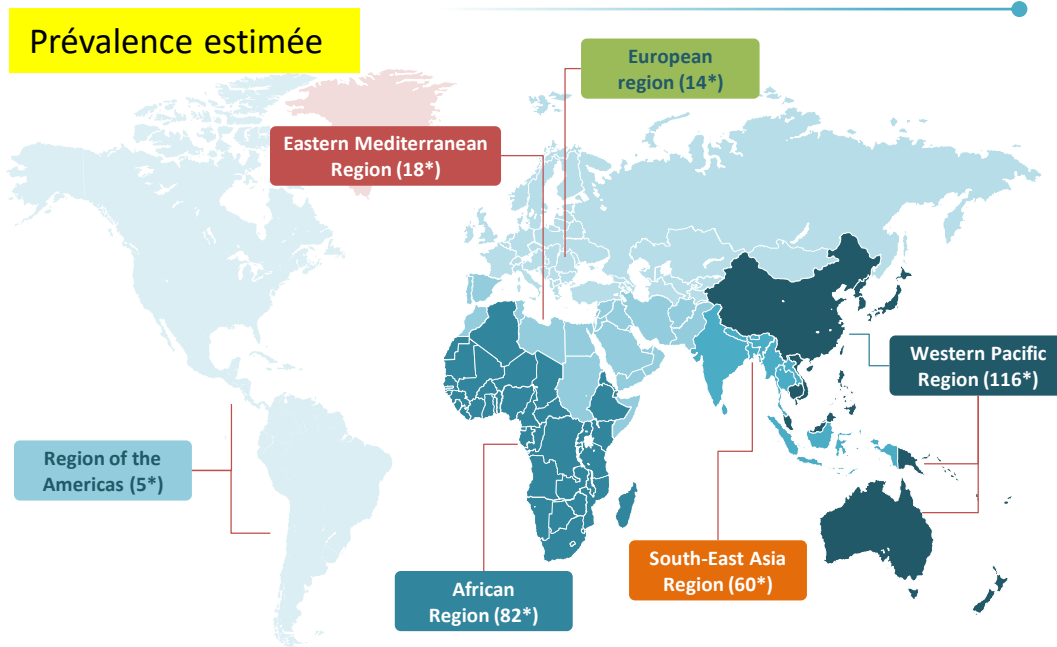 Prévalence estimée
European
region (14*)
Eastern Mediterranean
Region (18*)
Western Pacific
Region (116*)
Region of the
Americas (5*)
South-East Asia
Region (60*)
African
Region (82*)